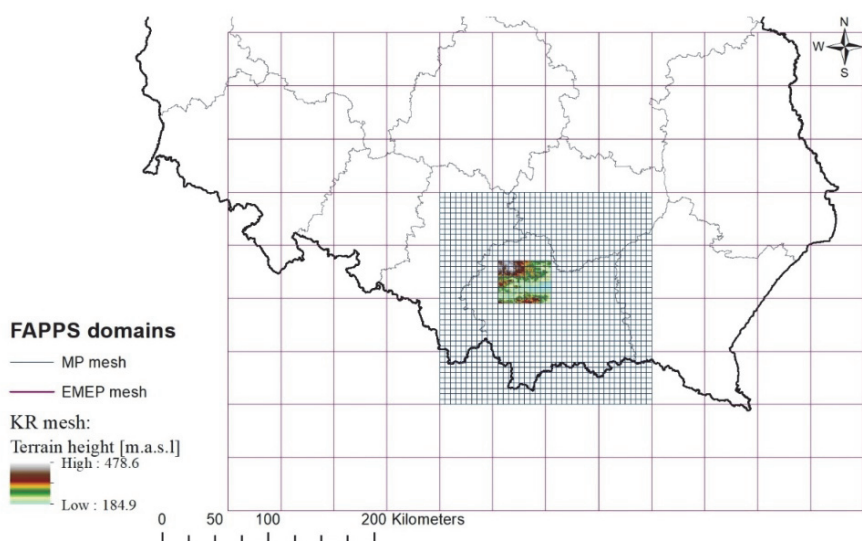 N
W
S
FAPPS domains
MP mesh
EMEP mesh
KR mesh:
Terrain height [m.a.s.l]
High : 478.6
Low : 184.9
0 50 100 200 Kilometers